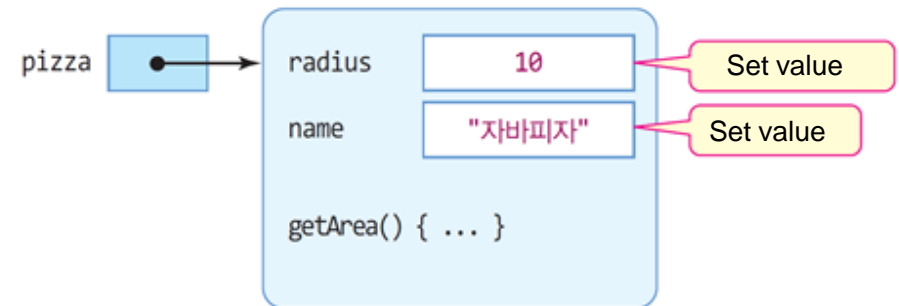 pizza
radius 10 Set value
name "자바피자" Set value
getArea() { ... }